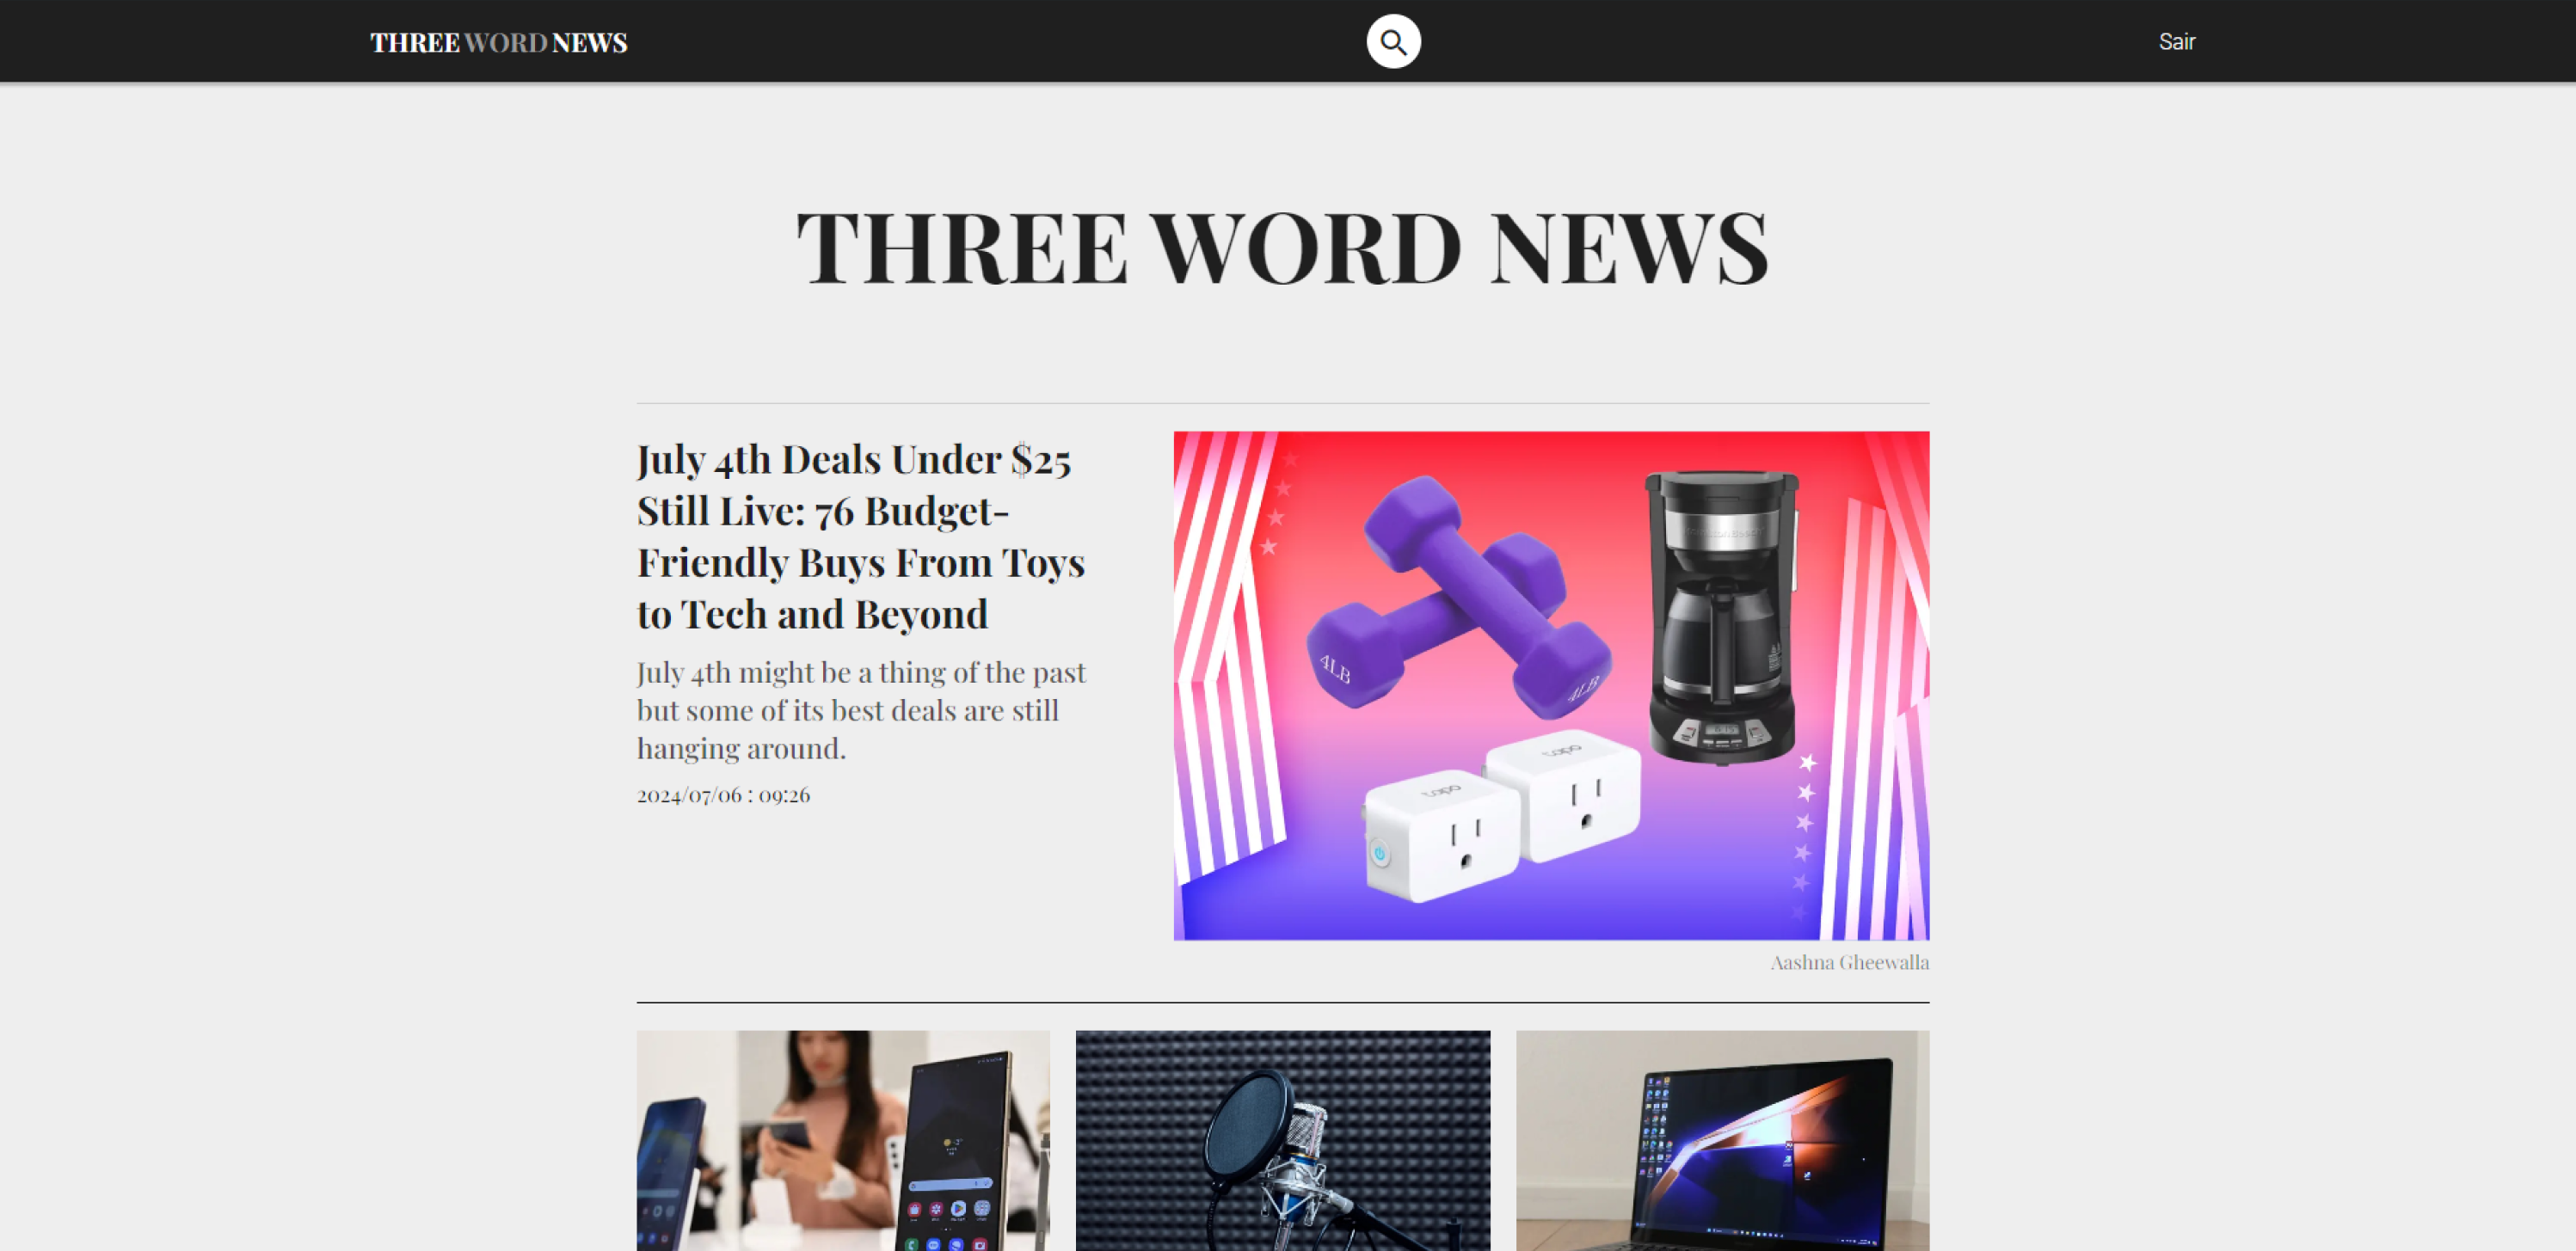 THREE WORD NEWS
Sair
THREE WORD NEWS
July 4th Deals Under $25
Still Live: 76 Budget-
Friendly Buys From Toys
to Tech and Beyond
July 4th might be a thing of the past
but some of its best deals are still
hanging around.
2024/07/06 : 09:26
4LB
4LB
tapo
tapo
Aashna Gheewalla